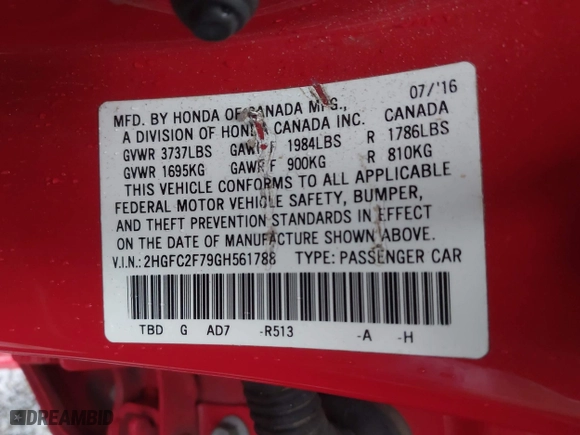 07/'16
MFD. BY HONDA OF CANADA MFG.,
A DIVISION OF HONDA CANADA INC. CANADA
GVWR 3737LBS GAWR F 1984LBS R 1786LBS
GVWR 1695KG GAWR F 900KG R 810KG
THIS VEHICLE CONFORMS TO ALL APPLICABLE
FEDERAL MOTOR VEHICLE SAFETY, BUMPER,
AND THEFT PREVENTION STANDARDS IN EFFECT
ON THE DATE OF MANUFACTURE SHOWN ABOVE.
V.I.N.: 2HGFC2F79GH561788 TYPE: PASSENGER CAR
TBD G AD7 -R513 -A -H
DREAMBID